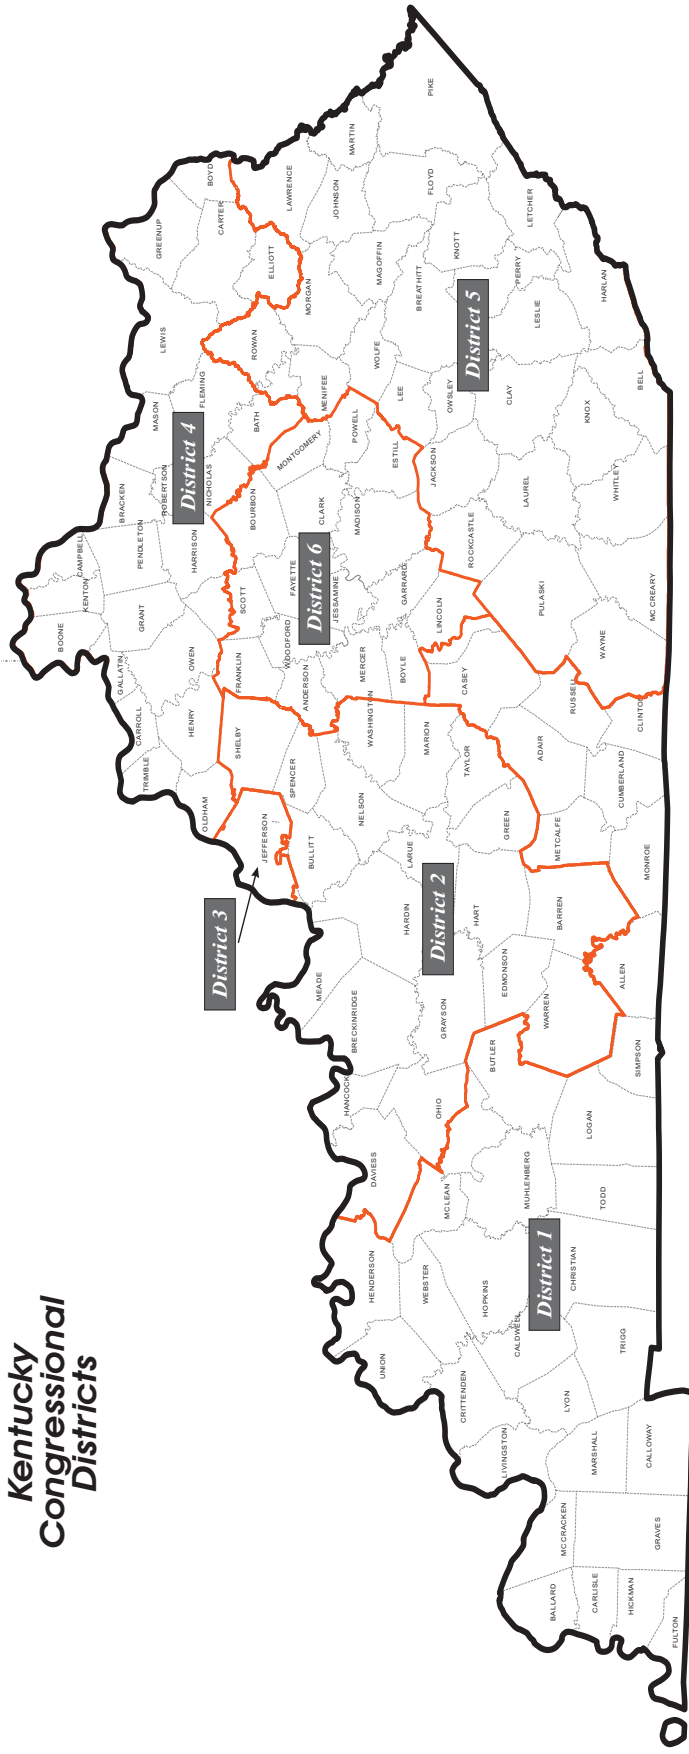 Kentucky
Congressional
Districts
District 1
District 2
District 3
District 4
District 5
District 6
FULTON
HICKMAN
CARLISLE
BALLARD
MC CRACKEN
GRAVES
CALLOWAY
MARSHALL
LIVINGSTON
CRITTENDEN
LYON
TRIGG
CALDWELL
UNION
HENDERSON
WEBSTER
HOPKINS
CHRISTIAN
TODD
MUHLENBERG
MCLEAN
DAVIESS
HANCOCK
OHIO
LOGAN
BUTLER
SIMPSON
WARREN
EDMONSON
GRAYSON
BRECKINRIDGE
MEADE
ALLEN
BARREN
HART
HARDIN
LARUE
MONROE
METCALFE
GREEN
NELSON
BULLITT
JEFFERSON
SPENCER
OLDHAM
SHELBY
HENRY
TRIMBLE
CARROLL
GALLATIN
OWEN
FRANKLIN
ANDERSON
WASHINGTON
MARION
TAYLOR
ADAIR
CUMBERLAND
CLINTON
RUSSELL
CASEY
BOYLE
MERCER
WOODFORD
WAYNE
PULASKI
LINCOLN
GARRARD
JESSAMINE
FAYETTE
SCOTT
GRANT
BOONE
KENTON
CAMPBELL
PENDLETON
HARRISON
BRACKEN
ROBERTSON
NICHOLAS
BOURBON
CLARK
MADISON
ROCKCASTLE
MC CREARY
WHITLEY
LAUREL
JACKSON
ESTILL
POWELL
MONTGOMERY
BATH
FLEMING
MASON
LEWIS
ROWAN
MENIFEE
WOLFE
LEE
OWSLEY
CLAY
KNOX
BELL
HARLAN
LESLIE
PERRY
BREATHITT
MAGOFFIN
MORGAN
ELLIOTT
CARTER
GREENUP
BOYD
LAWRENCE
JOHNSON
MARTIN
FLOYD
KNOTT
LETCHER
PIKE